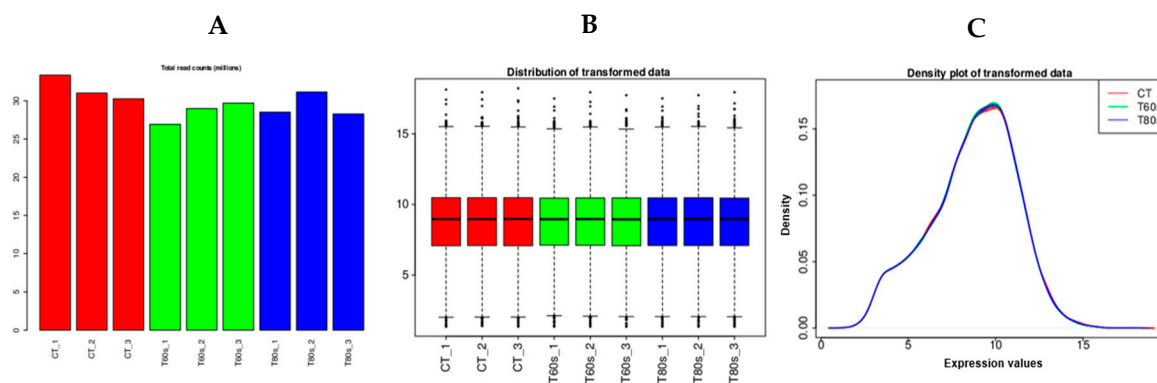 A
B
C
Total read counts (millions)
30
25
20
15
10
5
0
CT_1
CT_2
CT_3
T60s_1
T60s_2
T60s_3
T80s_1
T80s_2
T80s_3
Distribution of transformed data
15
10
5
CT_1
CT_2
CT_3
T60s_1
T60s_2
T60s_3
T80s_1
T80s_2
T80s_3
Density plot of transformed data
CT
T60s
T80s
Density
0.15
0.10
0.05
0.00
0
5
10
15
Expression values